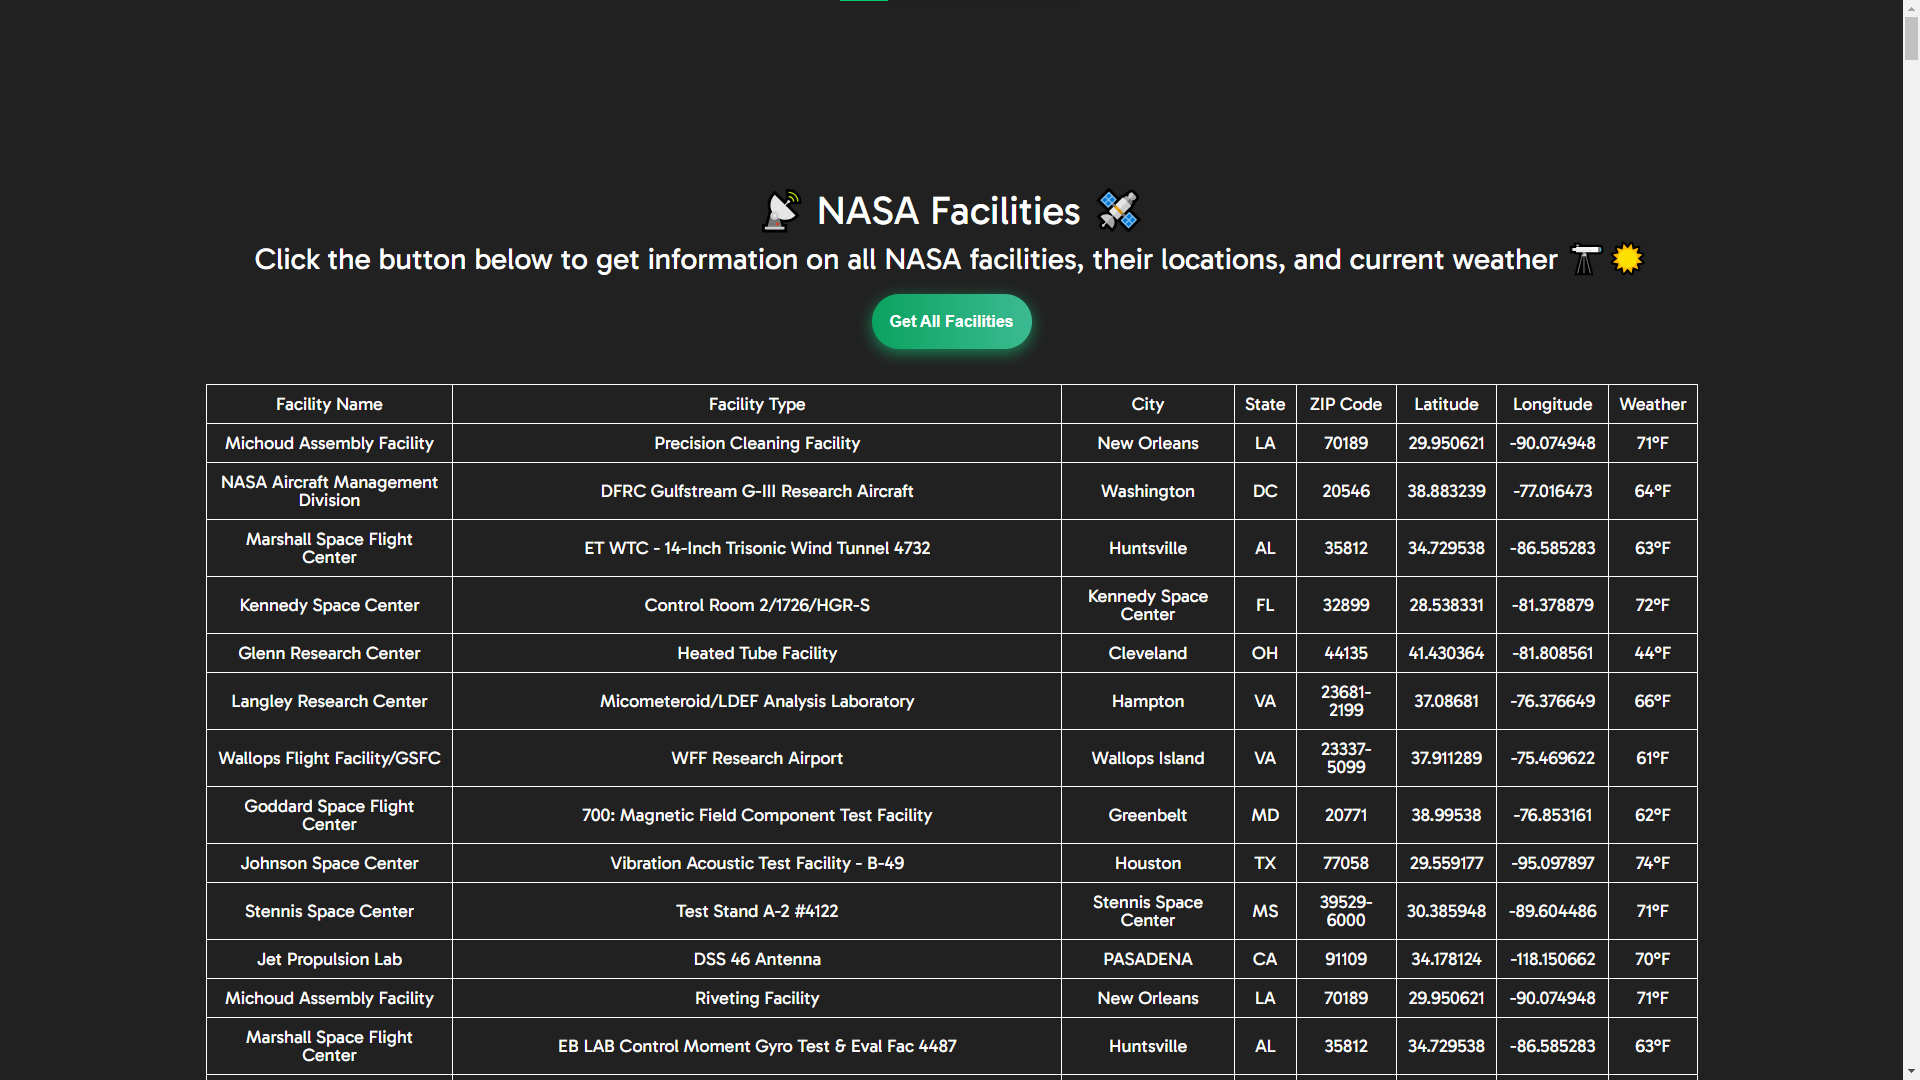 NASA Facilities
Click the button below to get information on all NASA facilities, their locations, and current weather
Get All Facilities
Facility Name Facility Type City State ZIP Code Latitude Longitude Weather
Michoud Assembly Facility Precision Cleaning Facility New Orleans LA 70189 29.950621 -90.074948 71°F
NASA Aircraft Management
Division DFRC Gulfstream G-III Research Aircraft Washington DC 20546 38.883239 -77.016473 64°F
Marshall Space Flight
Center ET WTC - 14-Inch Trisonic Wind Tunnel 4732 Huntsville AL 35812 34.729538 -86.585283 63°F
Kennedy Space Center Control Room 2/1726/HGR-S Kennedy Space
Center FL 32899 28.538331 -81.378879 72°F
Glenn Research Center Heated Tube Facility Cleveland OH 44135 41.430364 -81.808561 44°F
Langley Research Center Micometeroid/LDEF Analysis Laboratory Hampton VA 23681-
2199 37.08681 -76.376649 66°F
Wallops Flight Facility/GSFC WFF Research Airport Wallops Island VA 23337-
5099 37.911289 -75.469622 61°F
Goddard Space Flight
Center 700: Magnetic Field Component Test Facility Greenbelt MD 20771 38.99538 -76.853161 62°F
Johnson Space Center Vibration Acoustic Test Facility - B-49 Houston TX 77058 29.559177 -95.097897 74°F
Stennis Space Center Test Stand A-2 #4122 Stennis Space
Center MS 39529-
6000 30.385948 -89.604486 71°F
Jet Propulsion Lab DSS 46 Antenna PASADENA CA 91109 34.178124 -118.150662 70°F
Michoud Assembly Facility Riveting Facility New Orleans LA 70189 29.950621 -90.074948 71°F
Marshall Space Flight
Center EB LAB Control Moment Gyro Test & Eval Fac 4487 Huntsville AL 35812 34.729538 -86.585283 63°F